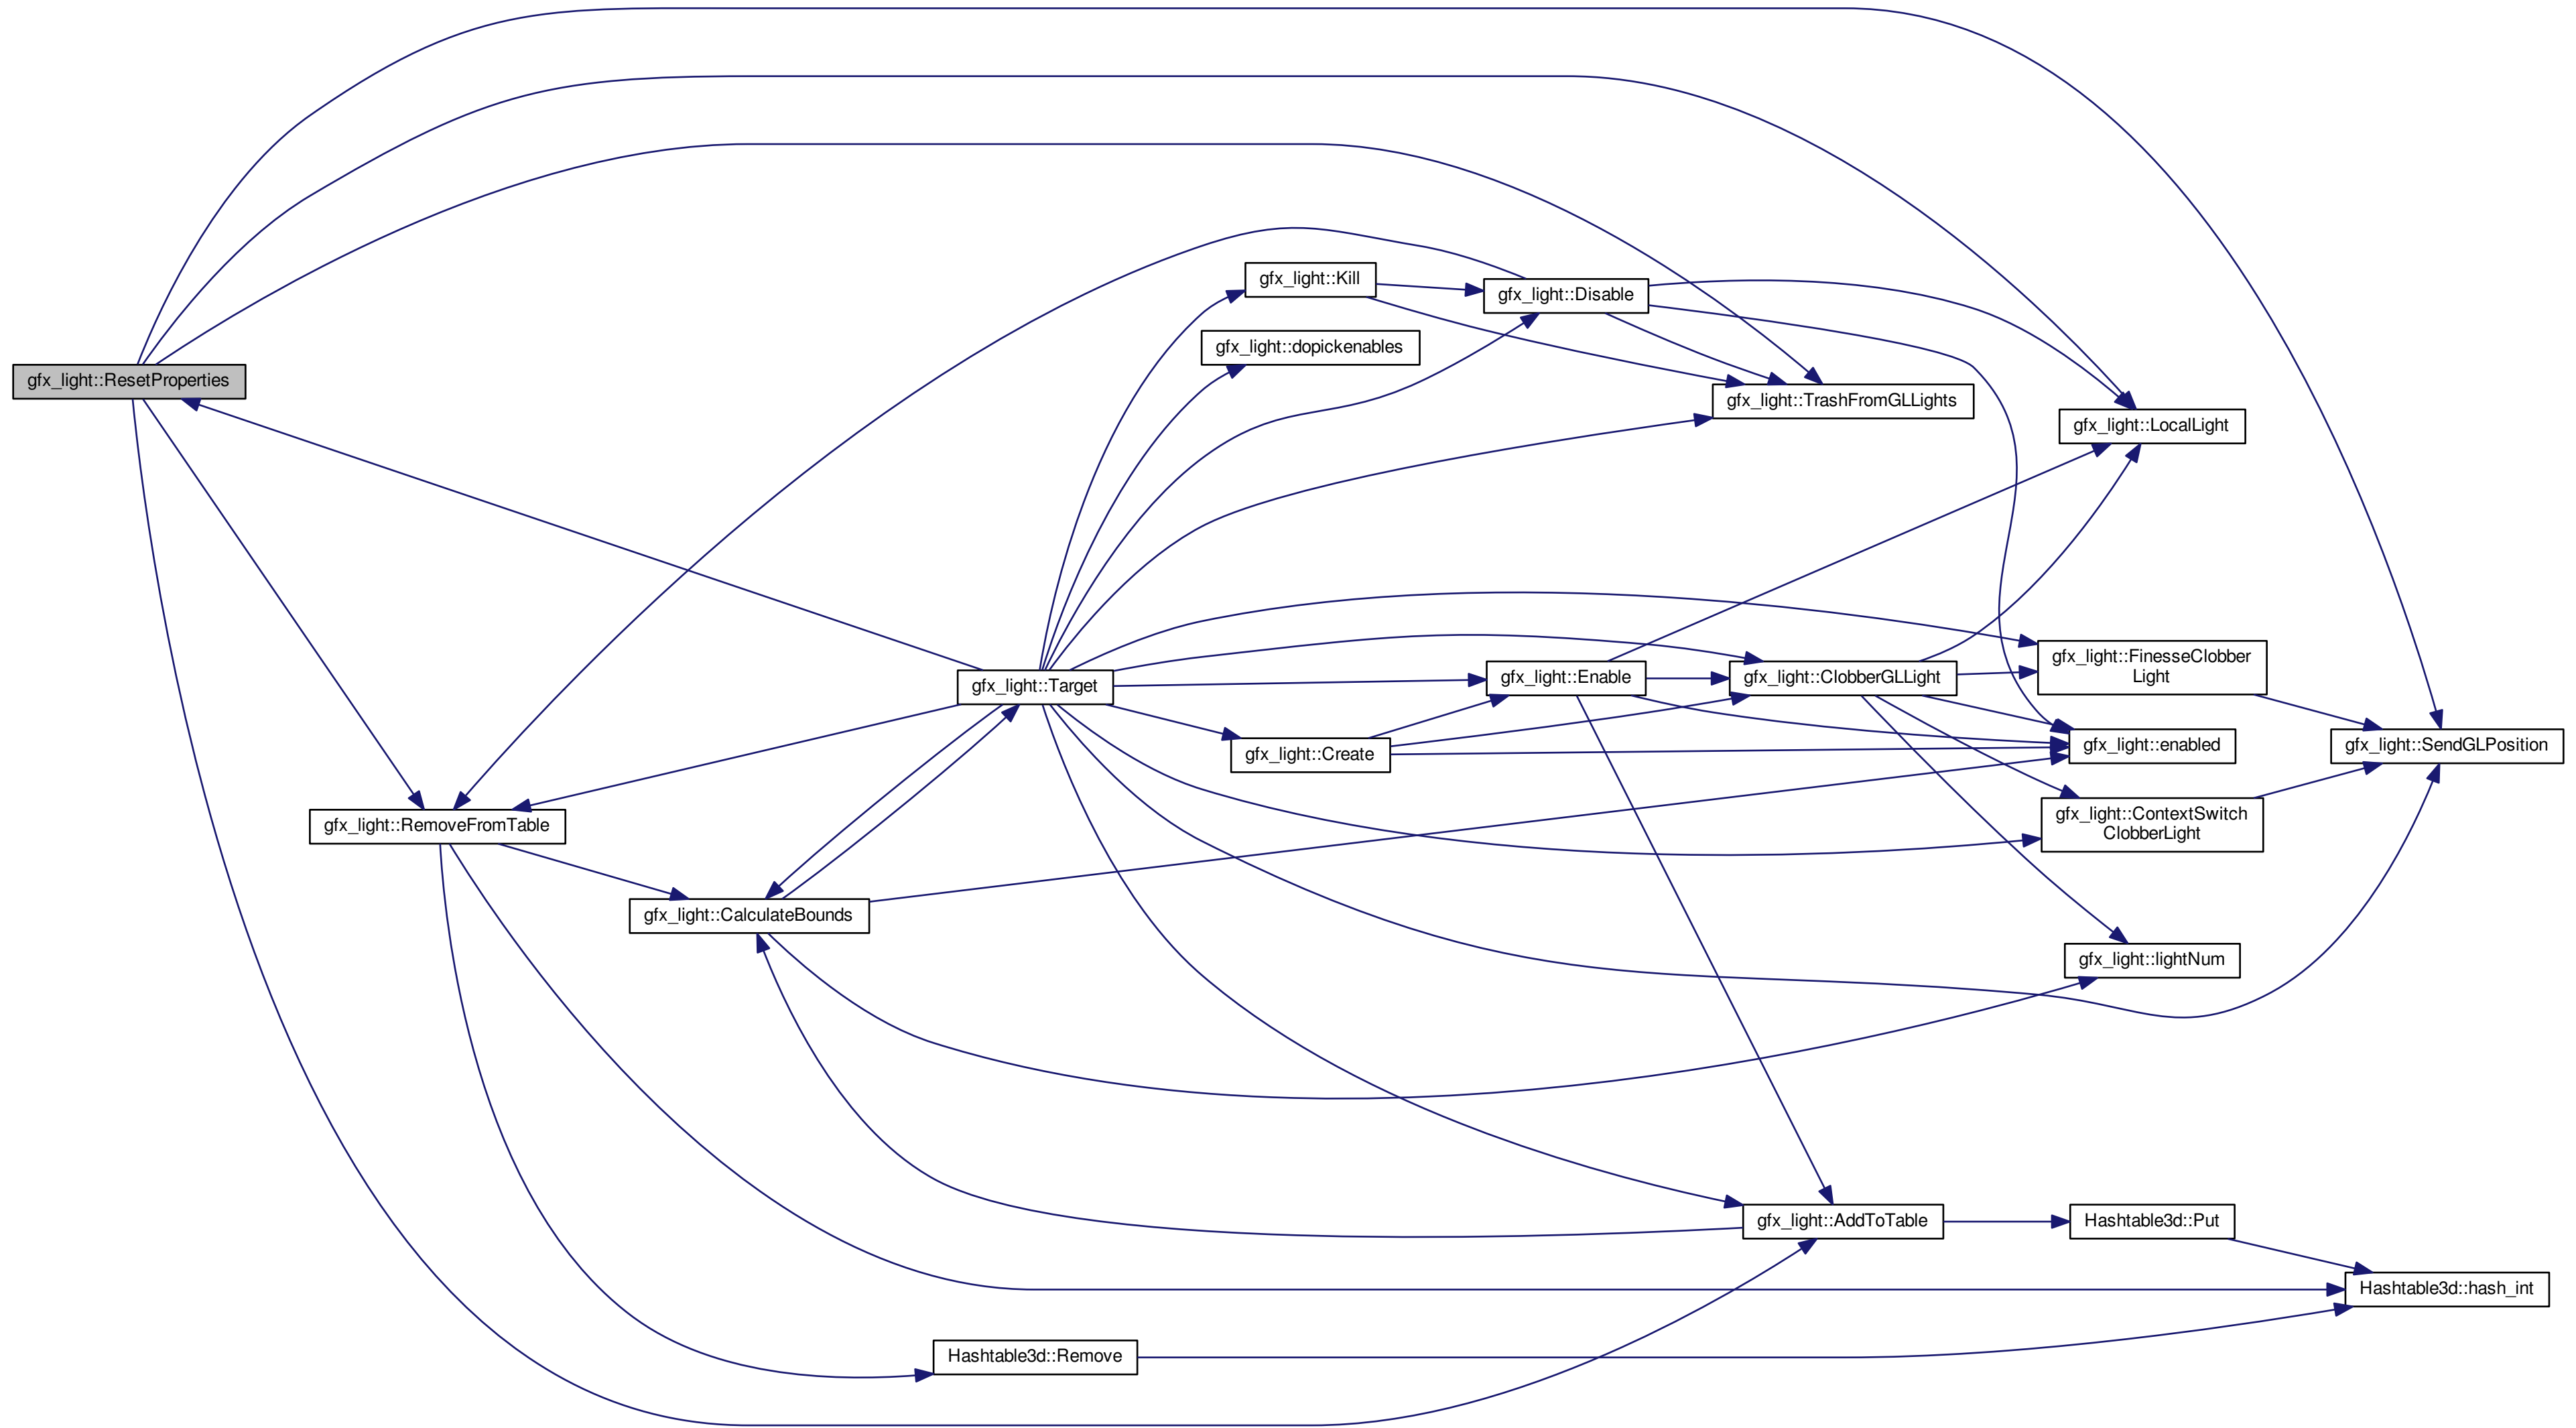 gfx_light::Kill
gfx_light::Disable
gfx_light::dopickenables
gfx_light::ResetProperties
gfx_light::TrashFromGLLights
gfx_light::LocalLight
gfx_light::Target
gfx_light::Enable
gfx_light::ClobberGLLight
gfx_light::FinesseClobber
Light
gfx_light::Create
gfx_light::enabled
gfx_light::SendGLPosition
gfx_light::RemoveFromTable
gfx_light::ContextSwitch
ClobberLight
gfx_light::CalculateBounds
gfx_light::lightNum
gfx_light::AddToTable
Hashtable3d::Put
Hashtable3d::hash_int
Hashtable3d::Remove